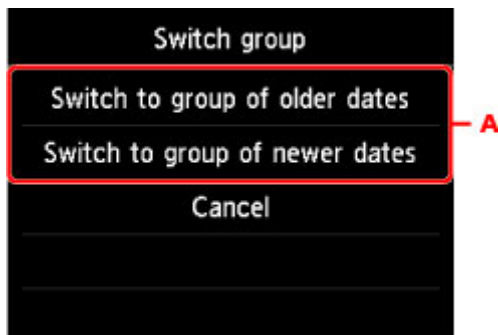 Switch group
Switch to group of older dates
A
Switch to group of newer dates
Cancel